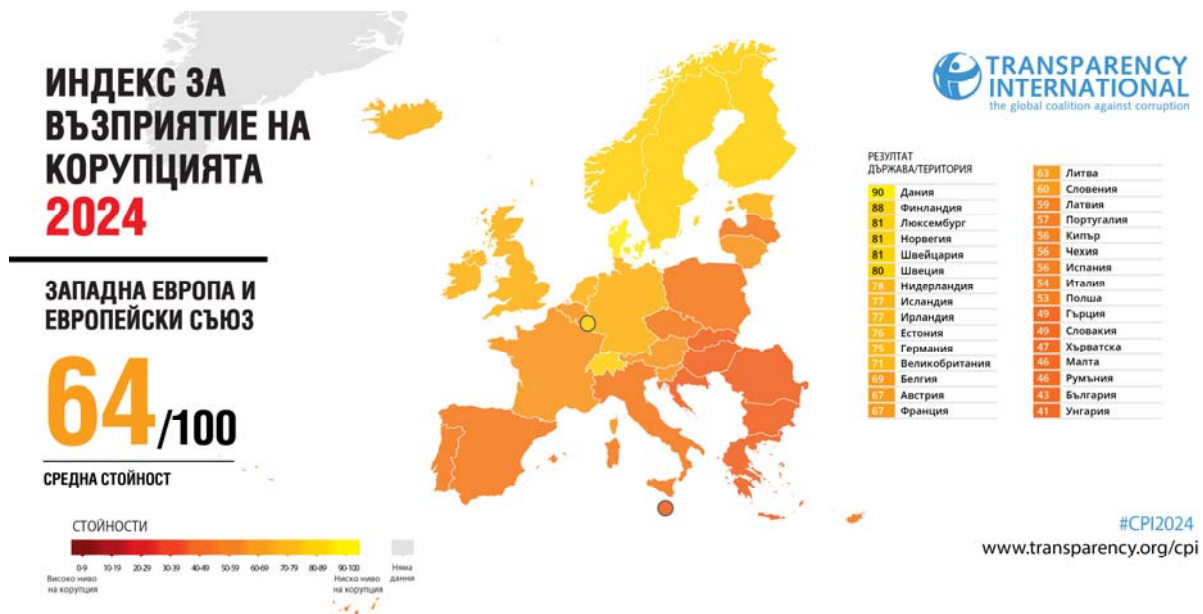 ИНДЕКС ЗА
ВЪЗПРИЯТИЕ НА
КОРУПЦИЯТА
2024
ЗАПАДНА ЕВРОПА И
ЕВРОПЕЙСКИ СЪЮЗ
64/100
СРЕДНА СТОЙНОСТ
СТОЙНОСТИ
0-9 10-19 20-29 30-39 40-49 50-59 60-69 70-79 80-89 90-100
Високо ниво
на корупция
Ниско ниво
на корупция
Няма
данни
TRANSPARENCY
INTERNATIONAL
the global coalition against corruption
РЕЗУЛТАТ
ДЪРЖАВА/ТЕРИТОРИЯ
90 Дания
88 Финландия
81 Люксембург
81 Норвегия
81 Швейцария
80 Швеция
78 Нидерландия
77 Исландия
77 Ирландия
76 Естония
75 Германия
71 Великобритания
69 Белгия
67 Австрия
67 Франция
63 Литва
60 Словения
59 Латвия
57 Португалия
56 Кипър
56 Чехия
56 Испания
54 Италия
53 Полша
49 Гърция
49 Словакия
47 Хърватска
46 Малта
46 Румъния
43 България
41 Унгария
#CPI2024
www.transparency.org/cpi